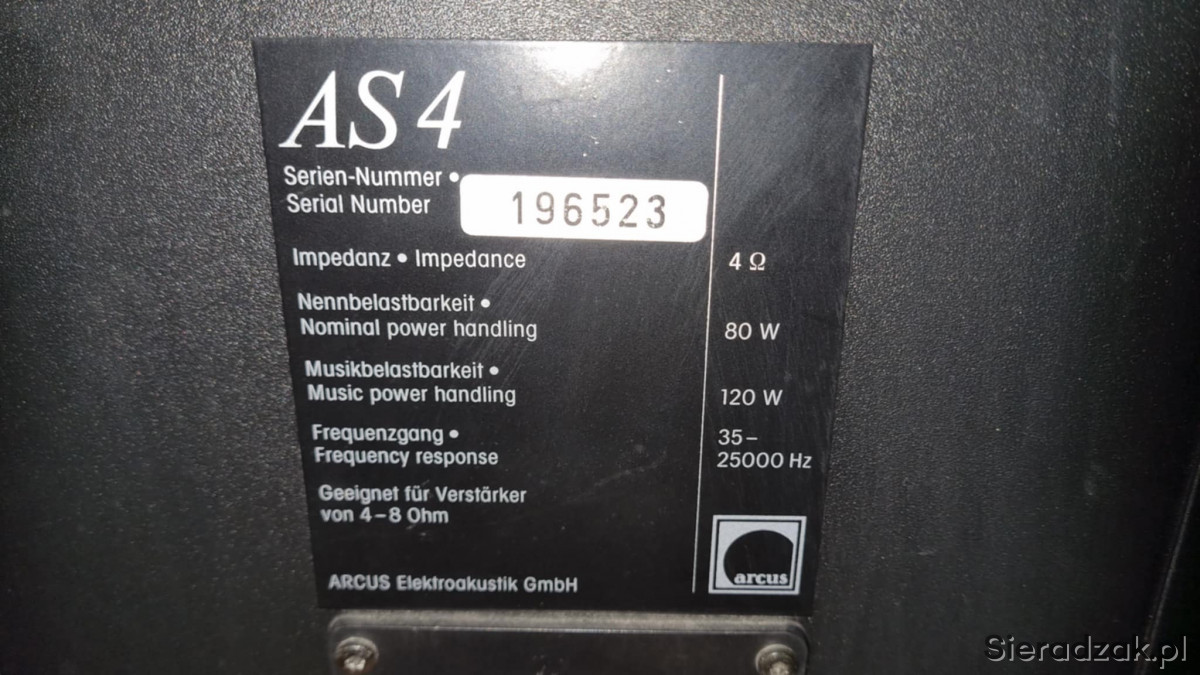 AS 4
Serien-Nummer •
Serial Number
196523
Impedanz • Impedance
4 Ω
Nennbelastbarkeit •
Nominal power handling
80 W
Musikbelastbarkeit •
Music power handling
120 W
Frequenzgang •
Frequency response
35–
25000 Hz
Geeignet für Verstärker
von 4–8 Ohm
ARCUS Elektroakustik GmbH
arcus
Sieradzak.pl